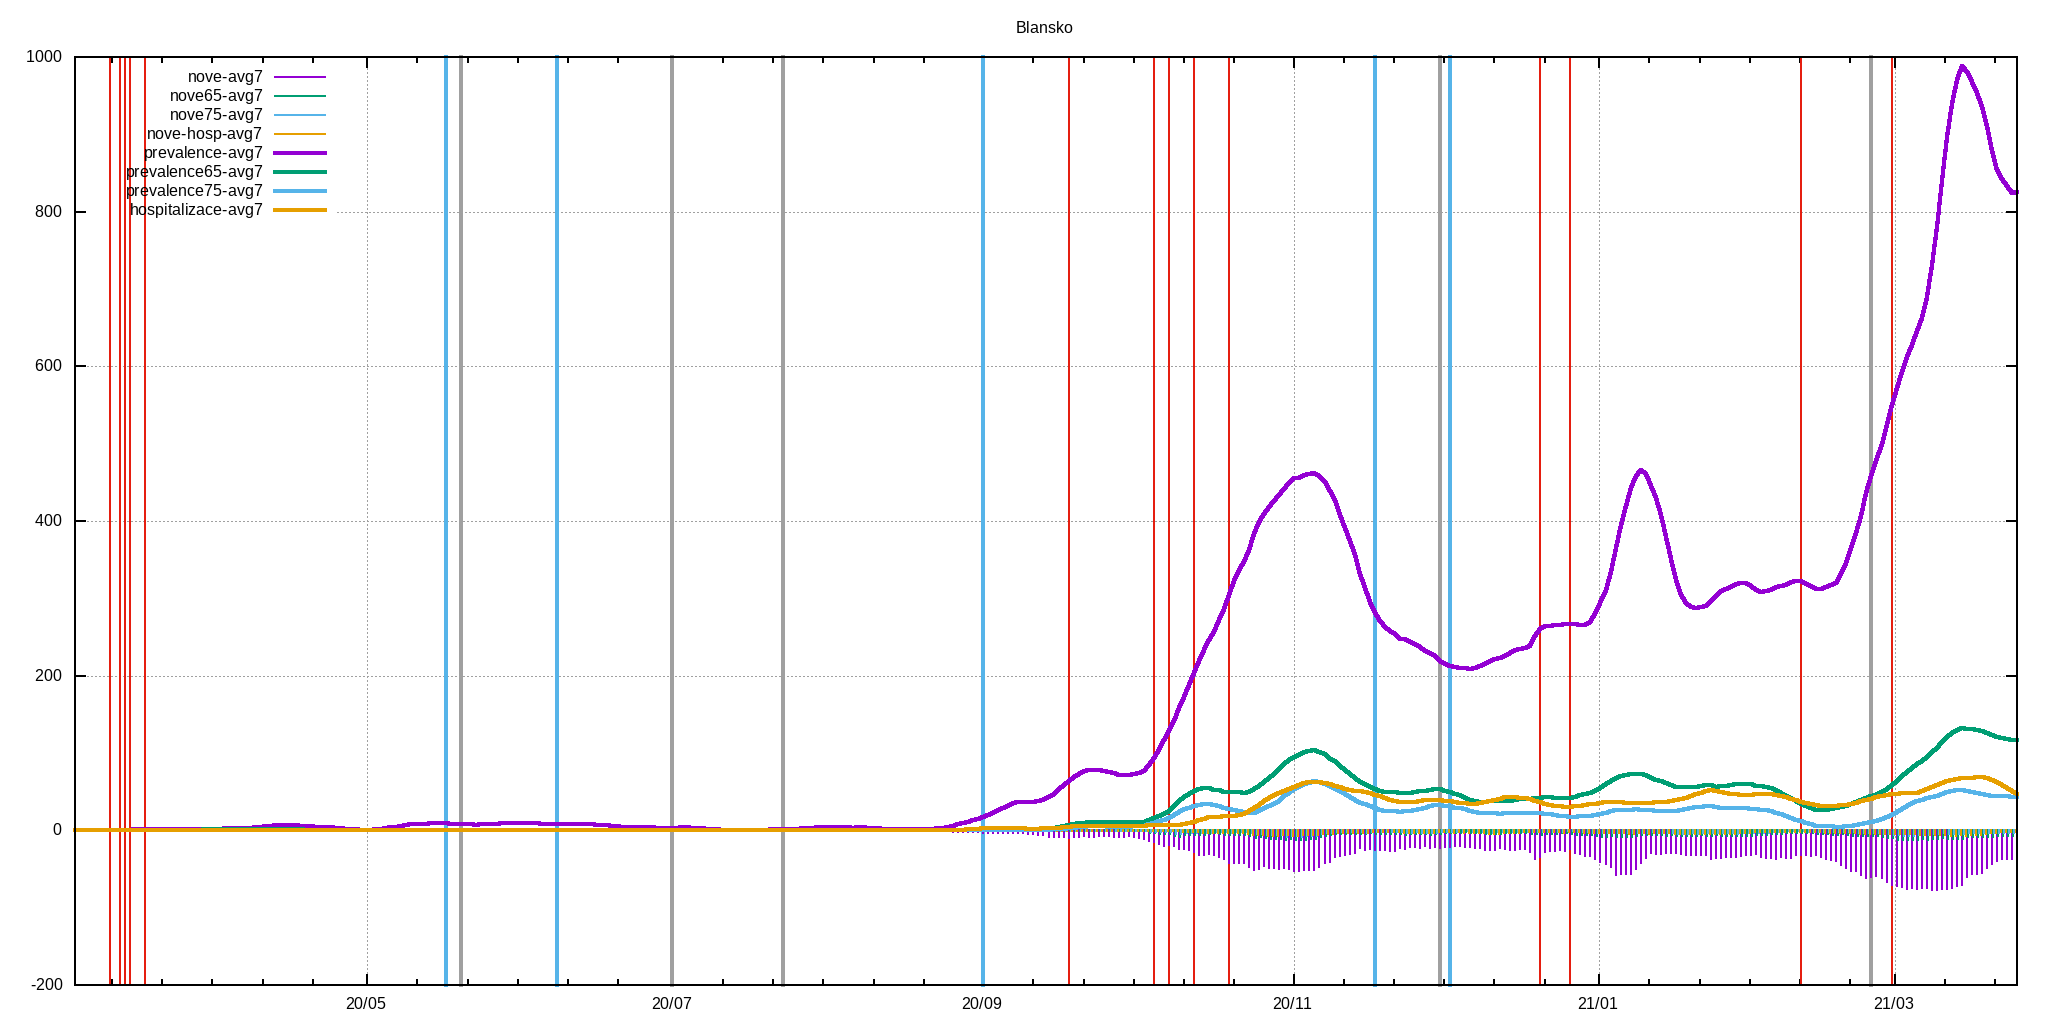 Blansko
1000
800
600
400
200
0
-200
nove-avg7
nove65-avg7
nove75-avg7
nove-hosp-avg7
prevalence-avg7
prevalence65-avg7
prevalence75-avg7
hospitalizace-avg7
20/05 20/07 20/09 20/11 21/01 21/03